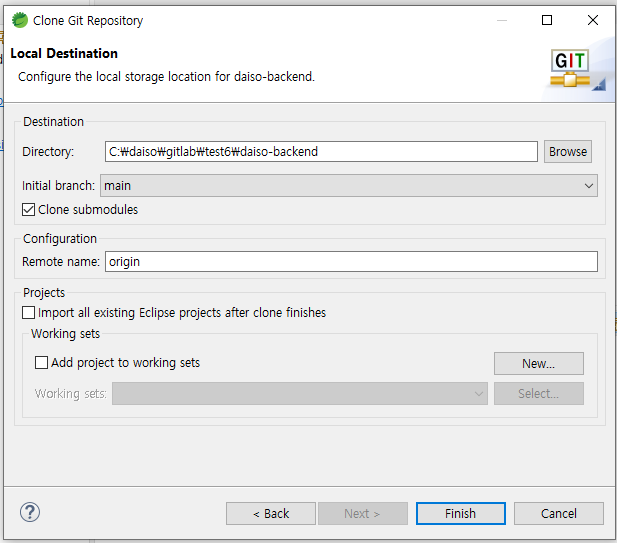 Clone Git Repository
Local Destination
Configure the local storage location for daiso-backend.
GIT
Destination
Directory: C:₩daiso₩gitlab₩test6₩daiso-backend Browse
Initial branch: main
Clone submodules
Configuration
Remote name: origin
Projects
Import all existing Eclipse projects after clone finishes
Working sets
Add project to working sets New...
Working sets: Select...
? < Back Next > Finish Cancel